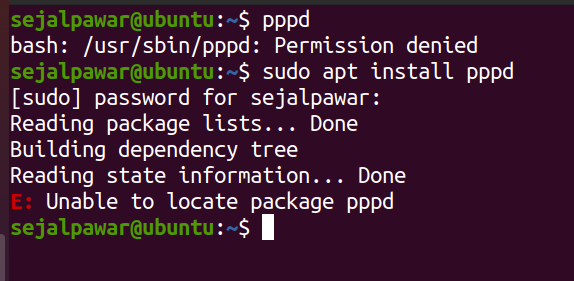 sejalpawar@ubuntu:~$ pppd
bash: /usr/sbin/pppd: Permission denied
sejalpawar@ubuntu:~$ sudo apt install pppd
[sudo] password for sejalpawar:
Reading package lists... Done
Building dependency tree
Reading state information... Done
E: Unable to locate package pppd
sejalpawar@ubuntu:~$